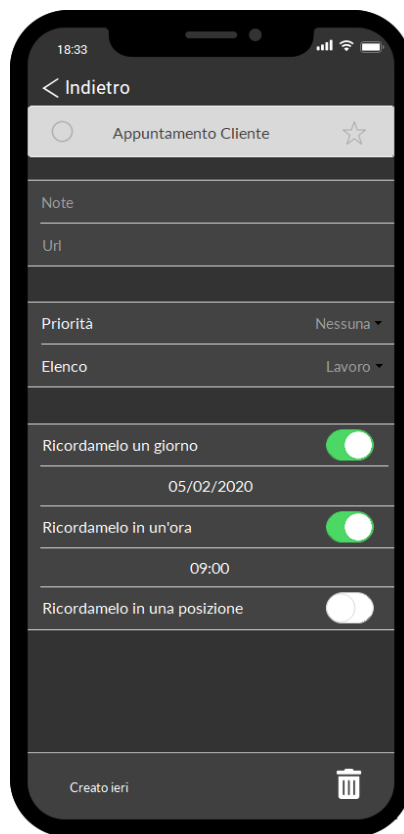 18:33
Indietro
Appuntamento Cliente
Note
Url
Priorità Nessuna
Elenco Lavoro
Ricordamelo un giorno
05/02/2020
Ricordamelo in un'ora
09:00
Ricordamelo in una posizione
Creato ieri